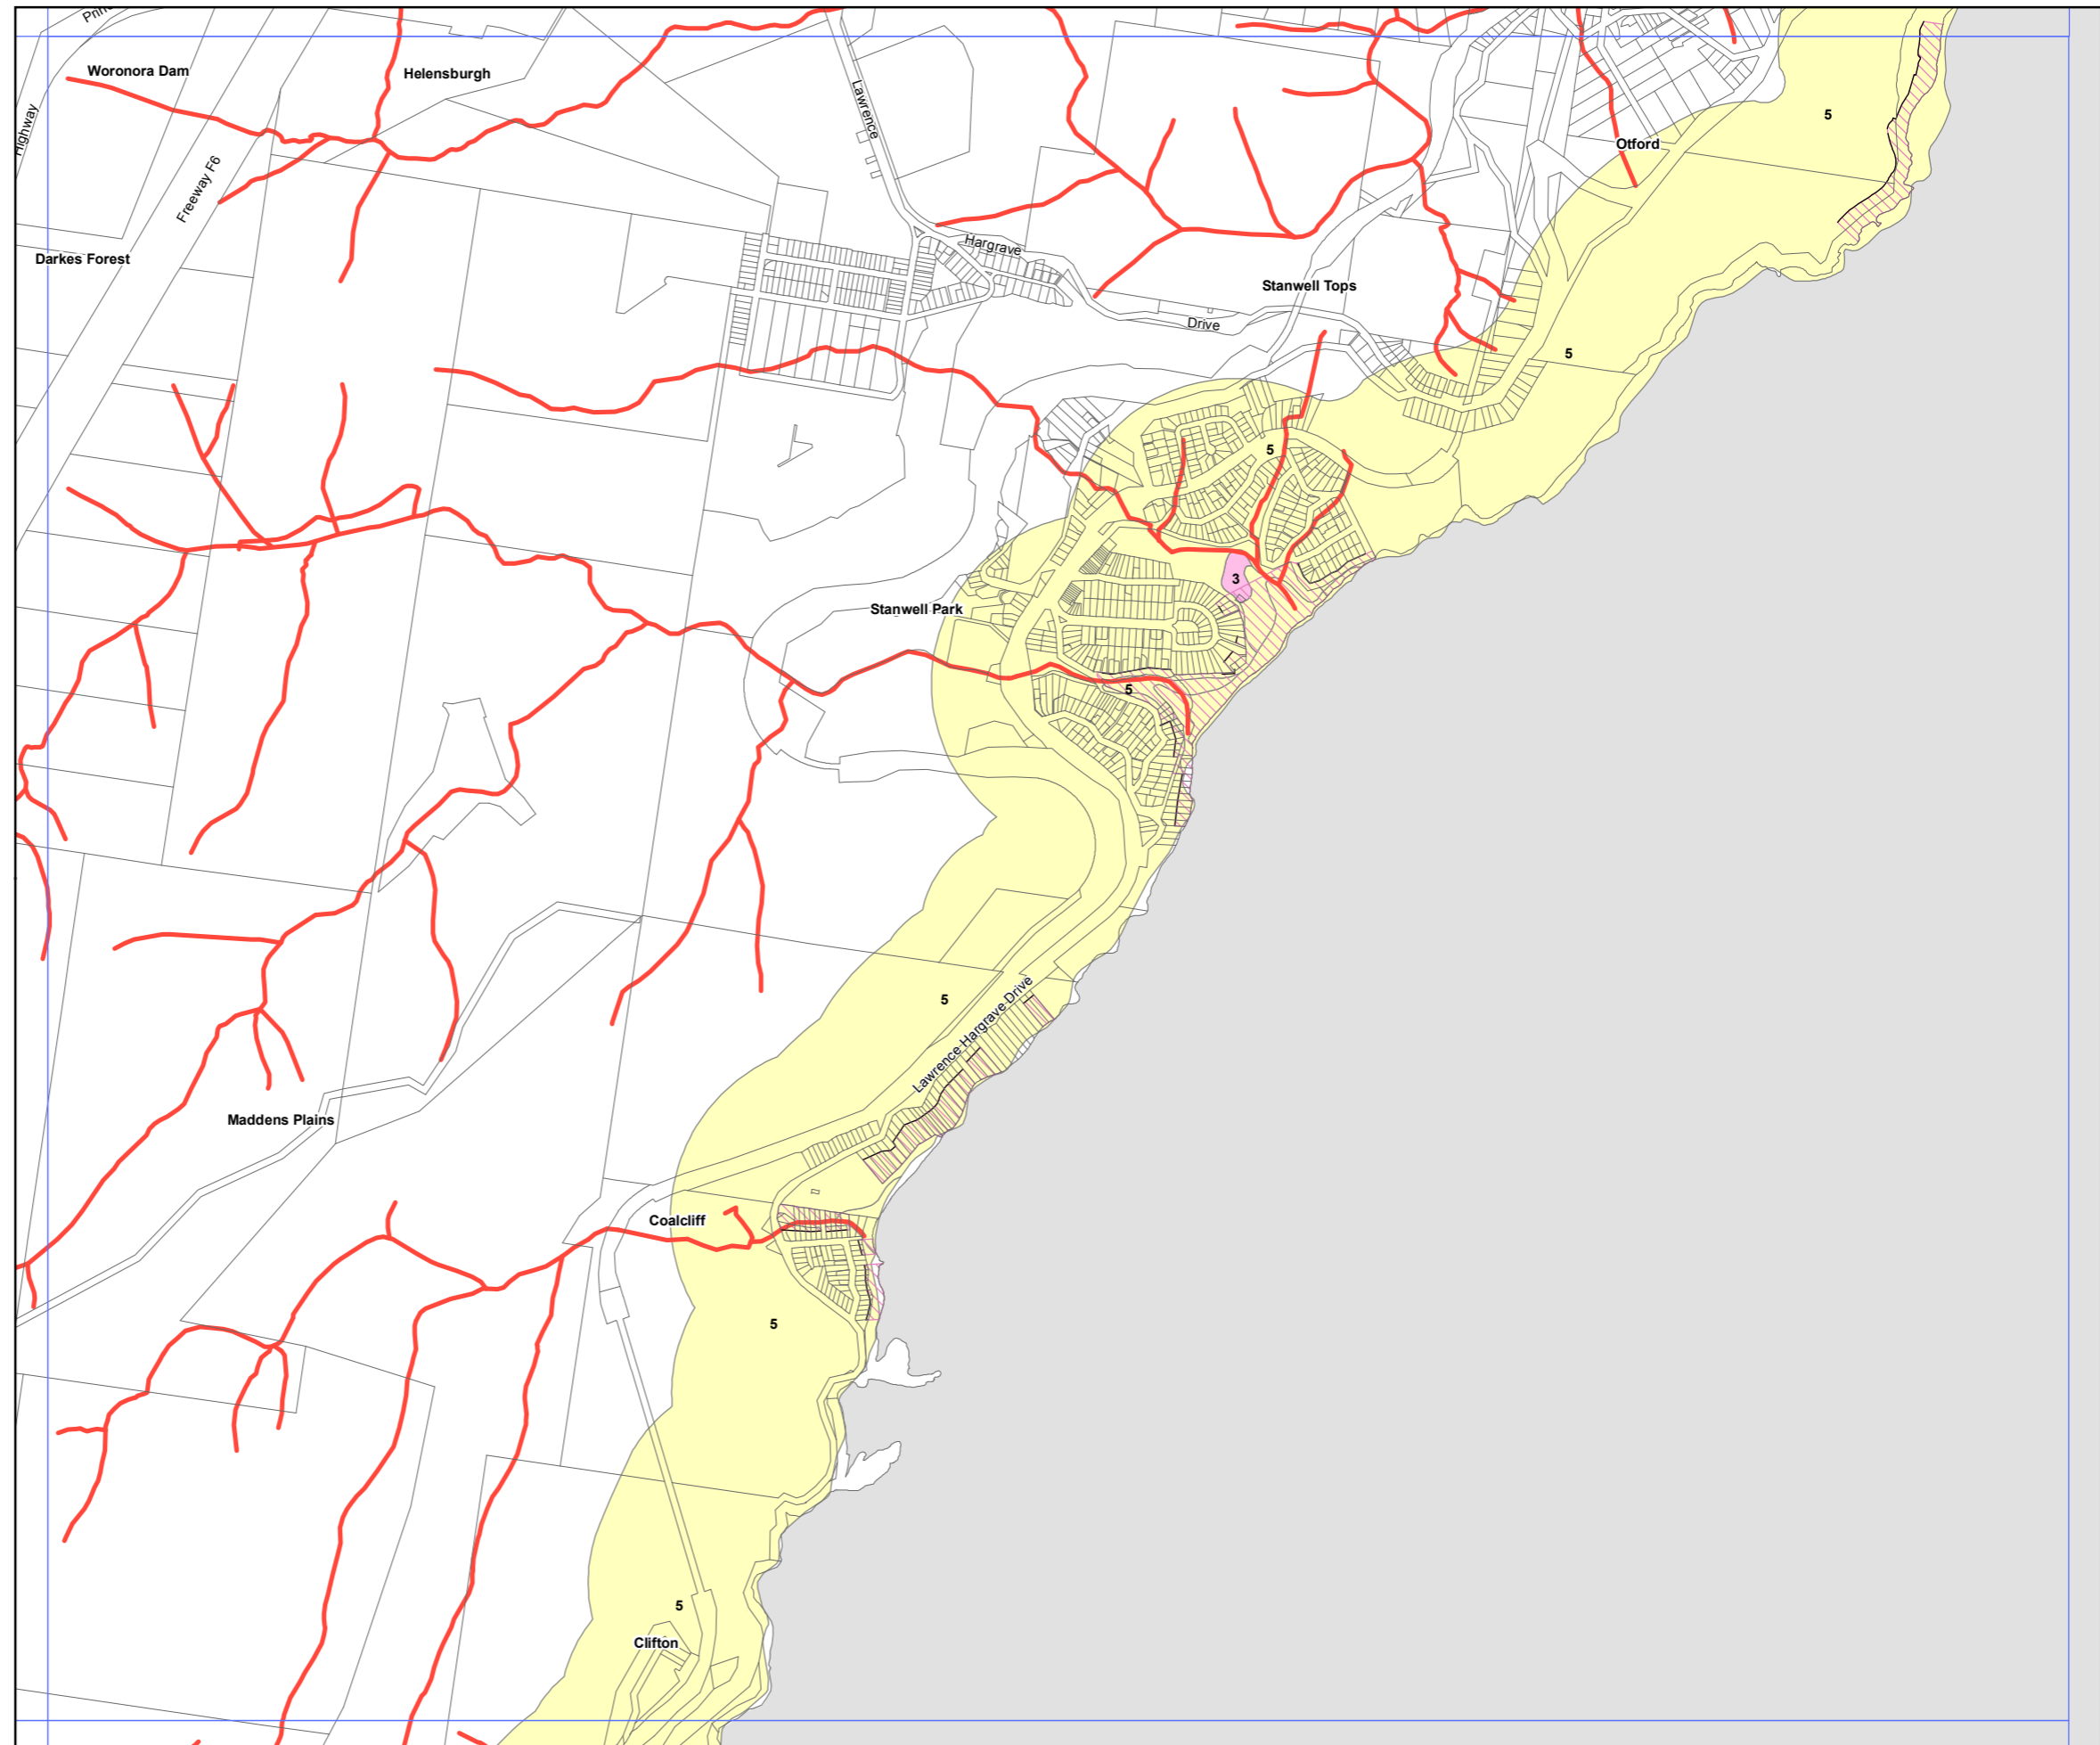 Woronora Dam
Helensburgh
Lawrence
5
Highway
Freeway F6
Otford
Hargrave
Darkes Forest
Stanwell Tops
Drive
5
5
3
Stanwell Park
5
5
Lawrence Hargrave Drive
Maddens Plains
Coalcliff
5
5
Clifton